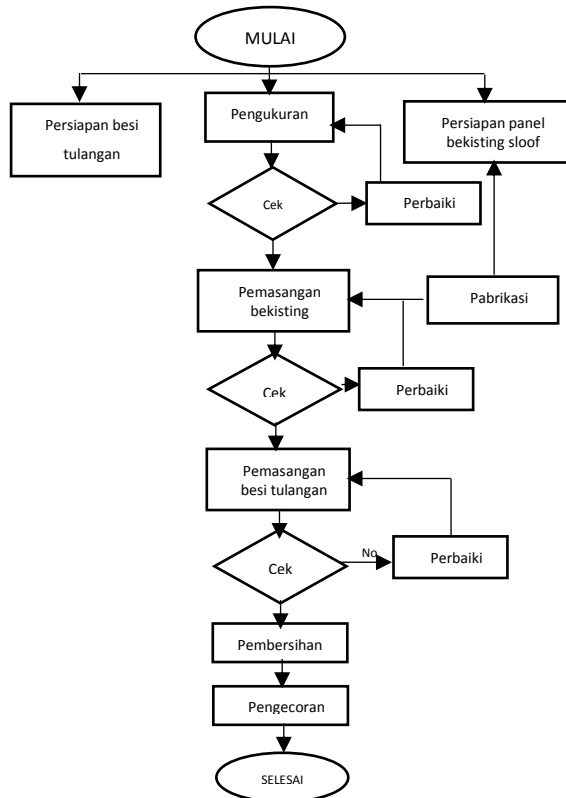 MULAI
Persiapan besi
tulangan
Pengukuran
Persiapan panel
bekisting sloof
Cek
Perbaiki
Pemasangan
bekisting
Pabrikasi
Cek
Perbaiki
Pemasangan
besi tulangan
Cek
No
Perbaiki
Pembersihan
Pengecoran
SELESAI